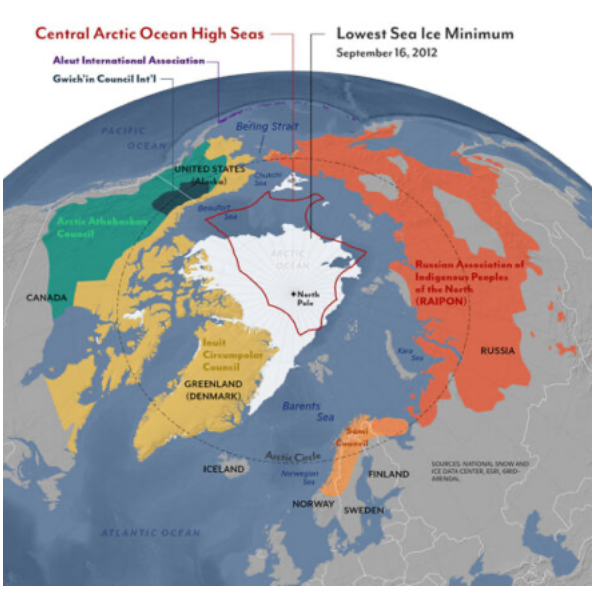 Central Arctic Ocean High Seas
Lowest Sea Ice Minimum
September 16, 2012
Aleut International Association
Gwich'in Council Int'l
PACIFIC
OCEAN
Bering Strait
UNITED STATES
(Alaska)
Chukchi
Sea
Beaufort
Sea
Arctic Athabaskan
Council
ARCTIC
OCEAN
Russian Association of
Indigenous Peoples
of the North
(RAIPON)
CANADA
North
Pole
Inuit
Circumpolar
Council
Kara
Sea
RUSSIA
GREENLAND
(DENMARK)
Barents
Sea
Saami
Council
Arctic Circle
ICELAND
Norwegian
Sea
FINLAND
SOURCES: NATIONAL SNOW AND
ICE DATA CENTER, ESRI, GRID-
ARENDAL
NORWAY
SWEDEN
ATLANTIC OCEAN